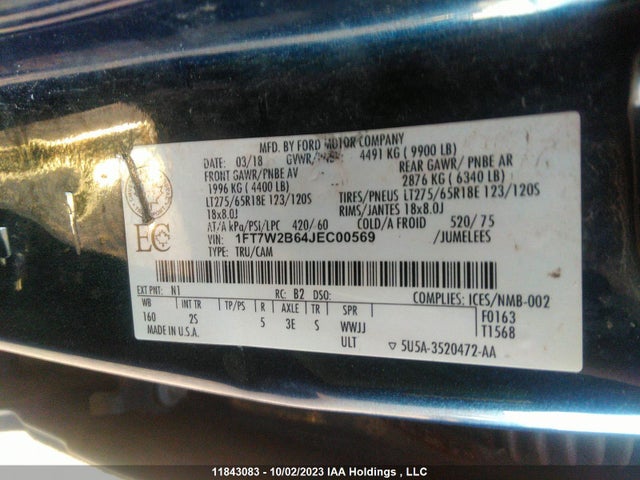 MFD. BY FORD MOTOR COMPANY
DATE: 03/18 GVWR/ 4491 KG ( 9900 LB)
FRONT GAWR/PNBE AV REAR GAWR/ PNBE AR
1996 KG ( 4400 LB) 2876 KG ( 6340 LB)
LT275/65R18E 123/120S TIRES/PNEUS LT275/65R18E 123/120S
18x8.0J RIMS/JANTES 18x8.0J
AT/A kPa/PSI/LPC 420/60 COLD/A FROID 520/75
VIN: 1FT7W2B64JEC00569 /JUMELEES
TYPE: TRU/CAM
EC
EXT PNT: N1 RC: B2 DSO: COMPLIES: ICES/NMB-002
WB INT TR TP/PS R AXLE TR SPR F0163
160 2S 5 3E S WWJJ T1568
MADE IN U.S.A. ULT ▽ 5U5A-3520472-AA
11843083 - 10/02/2023 IAA Holdings , LLC